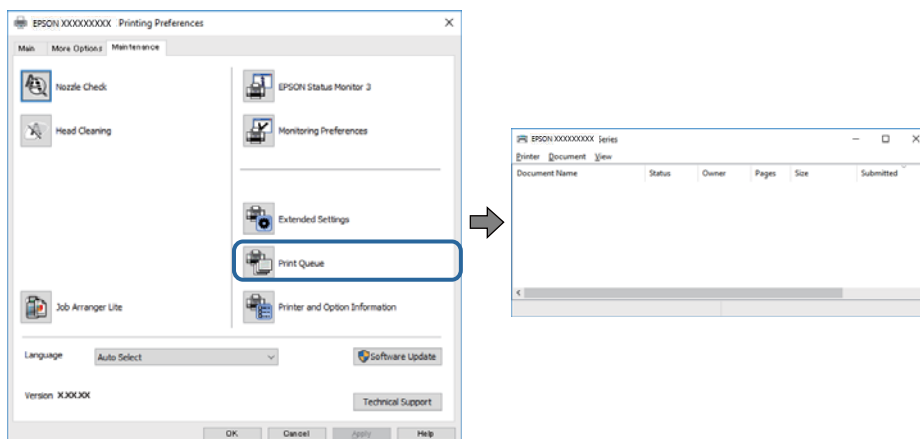 EPSON XXXXXXXXX Printing Preferences
Main More Options Maintenance
Nozzle Check
Head Cleaning
Job Arranger Lite
EPSON Status Monitor 3
Monitoring Preferences
Extended Settings
Print Queue
Printer and Option Information
Language Auto Select Software Update
Version X.XX.XX Technical Support
OK Cancel Apply Help
EPSON XXXXXXXXX Series
Printer Document View
Document Name Status Owner Pages Size Submitted